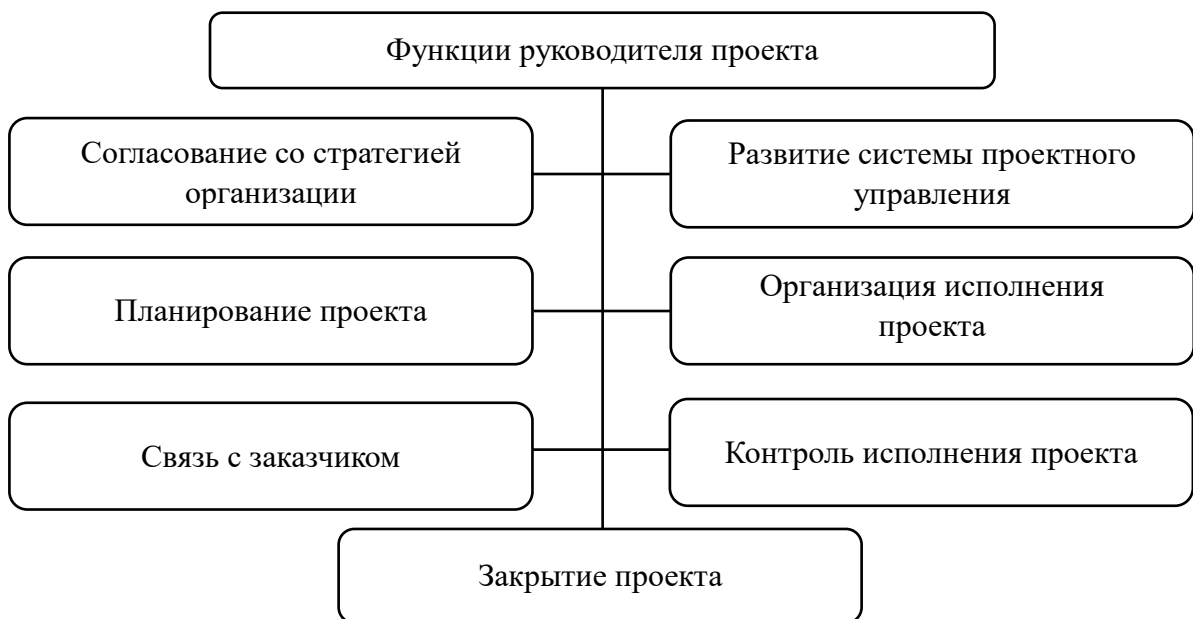 Функции руководителя проекта
Согласование со стратегией
организации
Развитие системы проектного
управления
Планирование проекта
Организация исполнения
проекта
Связь с заказчиком
Контроль исполнения проекта
Закрытие проекта